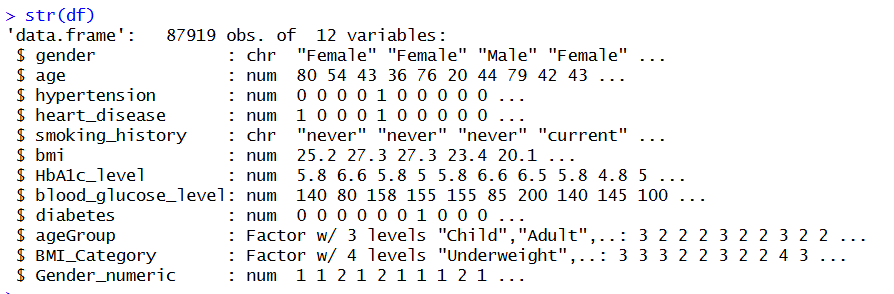 > str(df)
'data.frame':   87919 obs. of  12 variables:
 $ gender             : chr  "Female" "Female" "Male" "Female" ...
 $ age                : num  80 54 43 36 76 20 44 79 42 43 ...
 $ hypertension       : num  0 0 0 0 1 0 0 0 0 0 ...
 $ heart_disease      : num  1 0 0 0 1 0 0 0 0 0 ...
 $ smoking_history    : chr  "never" "never" "never" "current" ...
 $ bmi                : num  25.2 27.3 27.3 23.4 20.1 ...
 $ HbA1c_level        : num  5.8 6.6 5.8 5 5.8 6.6 6.5 5.8 4.8 5 ...
 $ blood_glucose_level: num  140 80 158 155 155 85 200 140 145 100 ...
 $ diabetes           : num  0 0 0 0 0 0 1 0 0 0 ...
 $ ageGroup           : Factor w/ 3 levels "Child","Adult",..: 3 2 2 2 3 2 2 3 2 2 ...
 $ BMI_Category       : Factor w/ 4 levels "Underweight",..: 3 3 3 2 2 3 2 2 4 3 ...
 $ Gender_numeric     : num  1 1 2 1 2 1 1 1 2 1 ...